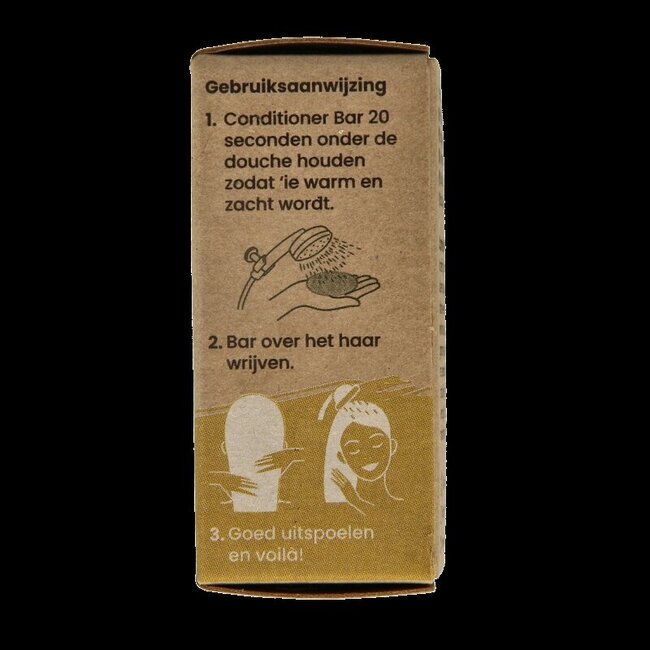 Gebruiksaanwijzing
1. Conditioner Bar 20
seconden onder de
douche houden
zodat 'ie warm en
zacht wordt.
2. Bar over het haar
wrijven.
3. Goed uitspoelen
en voilà!